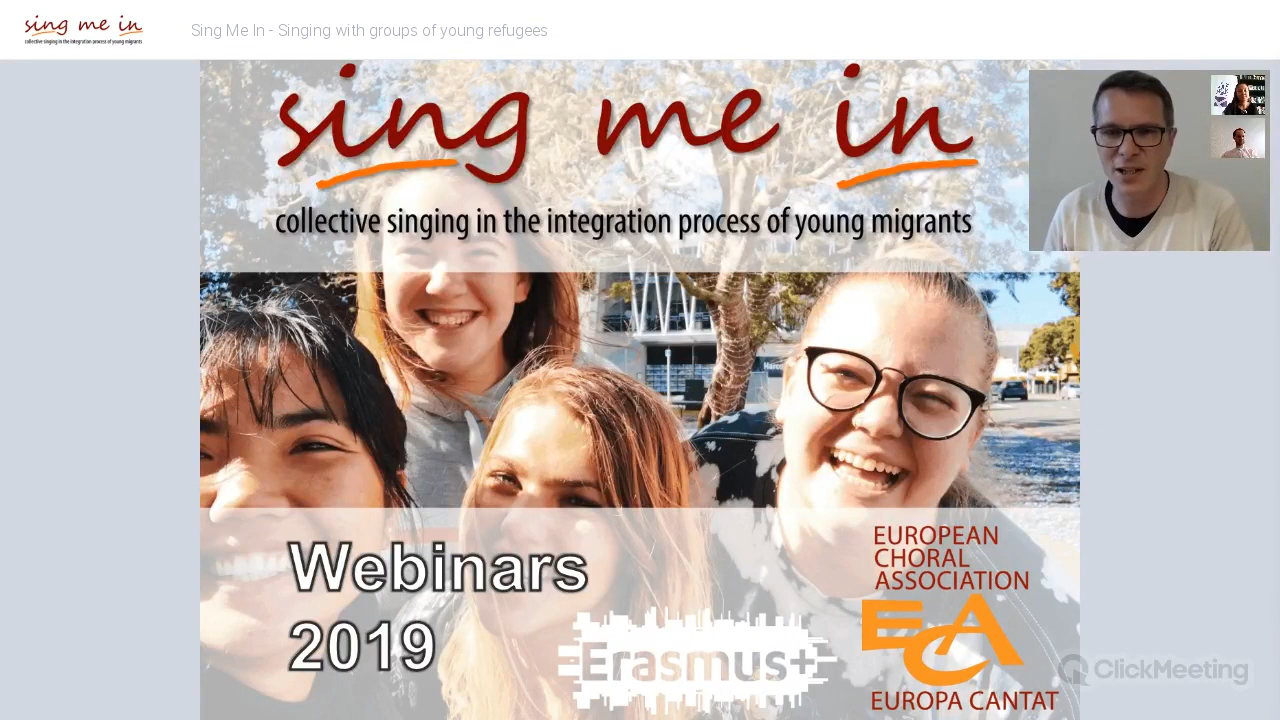 sing me in
collective singing in the integration process of young migrants
Sing Me In - Singing with groups of young refugees
sing me in
collective singing in the integration process of young migrants
Webinars
2019
Erasmus+
EUROPEAN
CHORAL
ASSOCIATION
ECA
EUROPA CANTAT
ClickMeeting